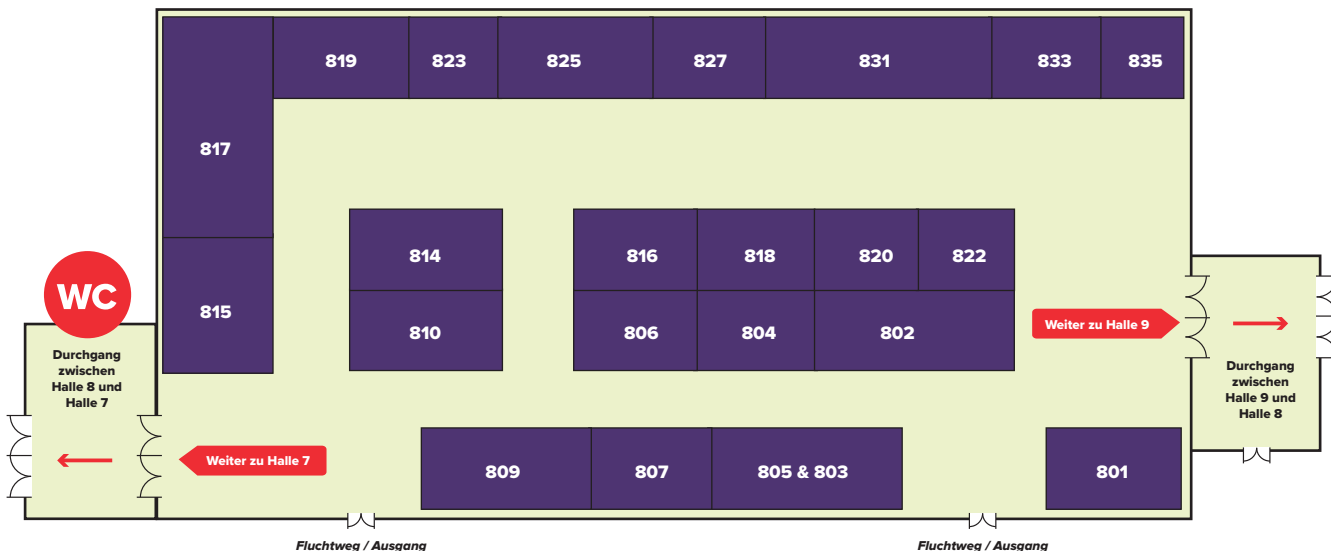 819
823
825
827
831
833
835
817
814
816
818
820
822
WC
815
810
806
804
802
Weiter zu Halle 9
Durchgang
zwischen
Halle 8 und
Halle 7
Durchgang
zwischen
Halle 9 und
Halle 8
Weiter zu Halle 7
809
807
805 & 803
801
Fluchtweg / Ausgang
Fluchtweg / Ausgang